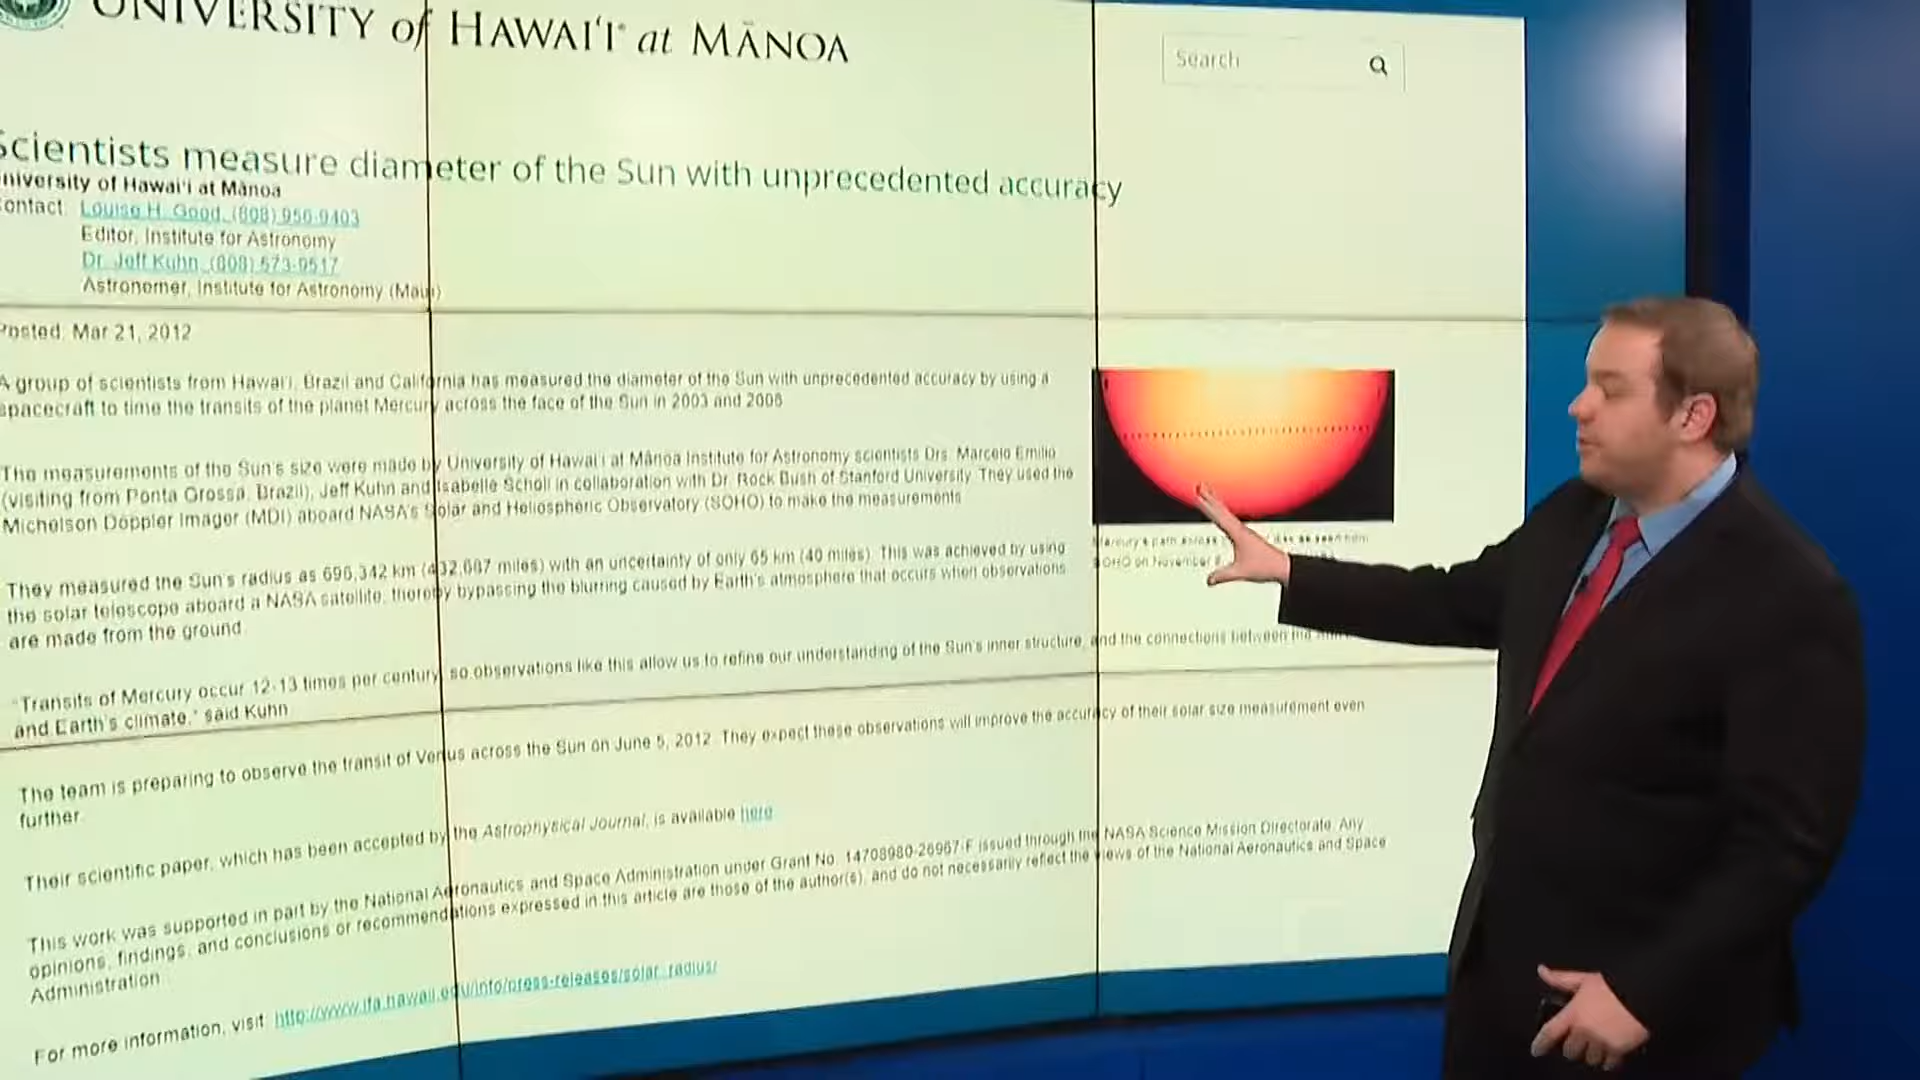 UNIVERSITY of HAWAI‘I® at MĀNOA
Search
Scientists measure diameter of the Sun with unprecedented accuracy
University of Hawai‘i at Mānoa
Contact: Louise H. Good, (808) 956-9403
Editor, Institute for Astronomy
Dr. Jeff Kuhn, (808) 573-9517
Astronomer, Institute for Astronomy (Maui)
Posted: Mar 21, 2012
A group of scientists from Hawai‘i, Brazil and California has measured the diameter of the Sun with unprecedented accuracy by using a
spacecraft to time the transits of the planet Mercury across the face of the Sun in 2003 and 2006
The measurements of the Sun's size were made by University of Hawai‘i at Mānoa Institute for Astronomy scientists Drs. Marcelo Emilio
(visiting from Ponta Grossa, Brazil), Jeff Kuhn and Isabelle Scholl in collaboration with Dr. Rock Bush of Stanford University. They used the
Michelson Doppler Imager (MDI) aboard NASA's Solar and Heliospheric Observatory (SOHO) to make the measurements
They measured the Sun's radius as 696,342 km (432,687 miles) with an uncertainty of only 65 km (40 miles). This was achieved by using
the solar telescope aboard a NASA satellite, thereby bypassing the blurring caused by Earth's atmosphere that occurs when observations
are made from the ground
Mercury's path across as seen from
SOHO on November
"Transits of Mercury occur 12-13 times per century, so observations like this allow us to refine our understanding of the Sun's inner structure, and the connections between the
and Earth's climate," said Kuhn
The team is preparing to observe the transit of Venus across the Sun on June 5, 2012. They expect these observations will improve the accuracy of their solar size measurement even
further.
Their scientific paper, which has been accepted by the Astrophysical Journal, is available here
This work was supported in part by the National Aeronautics and Space Administration under Grant No. 14708980-26967-F issued through the NASA Science Mission Directorate. Any
opinions, findings, and conclusions or recommendations expressed in this article are those of the author(s), and do not necessarily reflect the views of the National Aeronautics and Space
Administration
For more information, visit: http://www.ifa.hawaii.edu/info/press-releases/solar_radius/